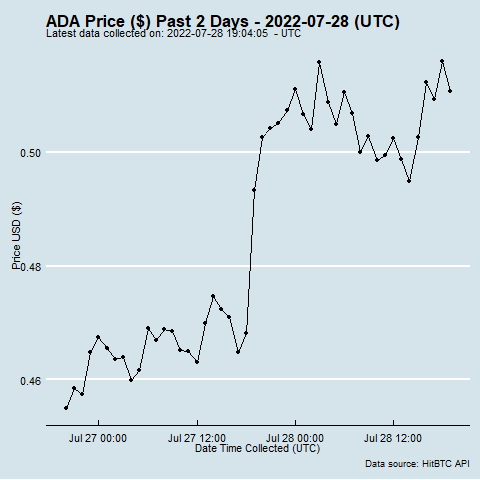 ADA Price ($) Past 2 Days - 2022-07-28 (UTC)
Latest data collected on: 2022-07-28 19:04:05  - UTC
Price USD ($)
0.50
0.48
0.46
Jul 27 00:00
Jul 27 12:00
Jul 28 00:00
Jul 28 12:00
Date Time Collected (UTC)
Data source: HitBTC API